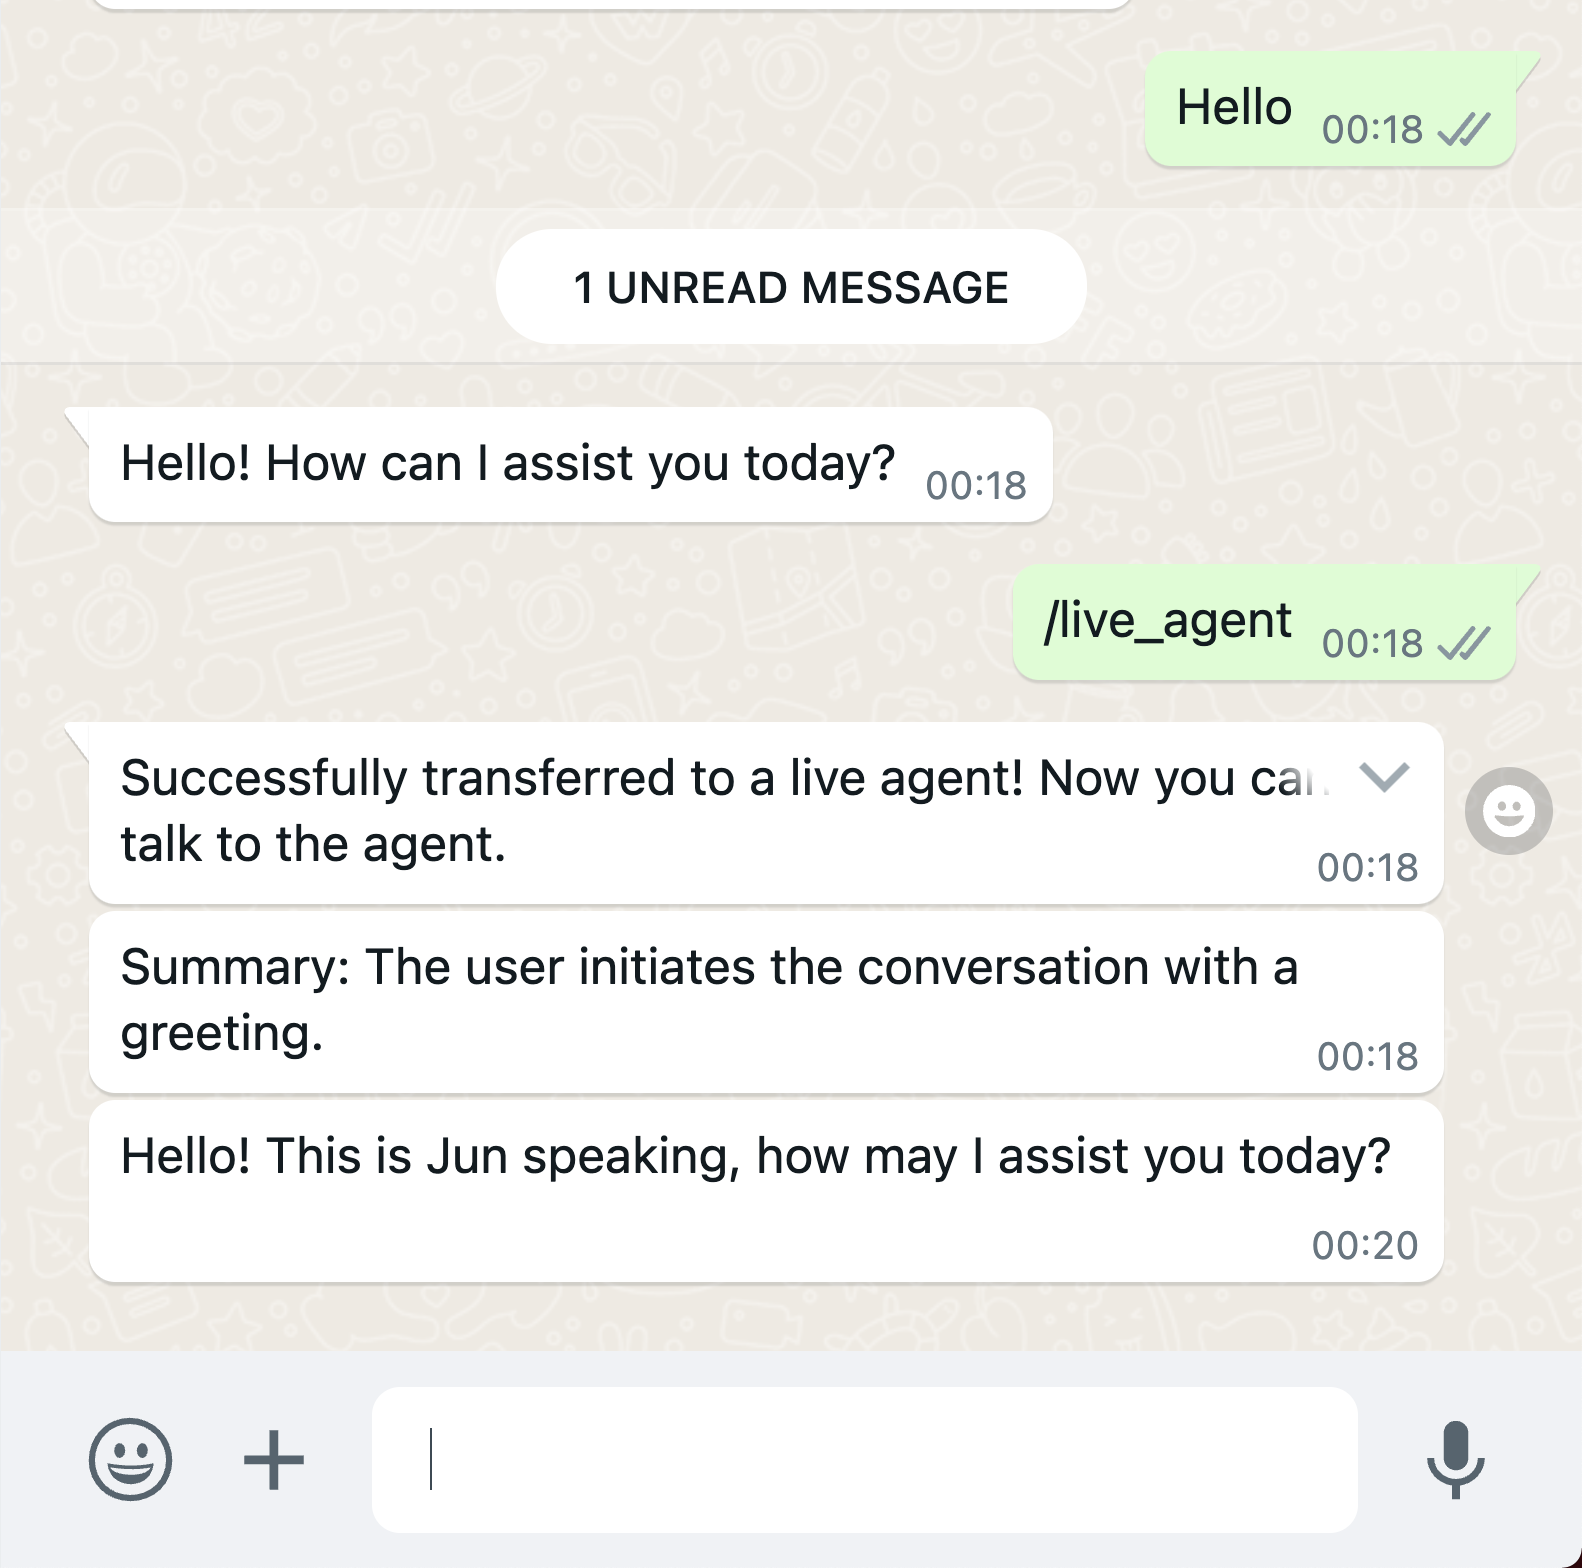 Hello 00:18
1 UNREAD MESSAGE
Hello! How can I assist you today? 00:18
/live_agent 00:18
Successfully transferred to a live agent! Now you can
talk to the agent.
00:18
Summary: The user initiates the conversation with a
greeting.
00:18
Hello! This is Jun speaking, how may I assist you today?
00:20